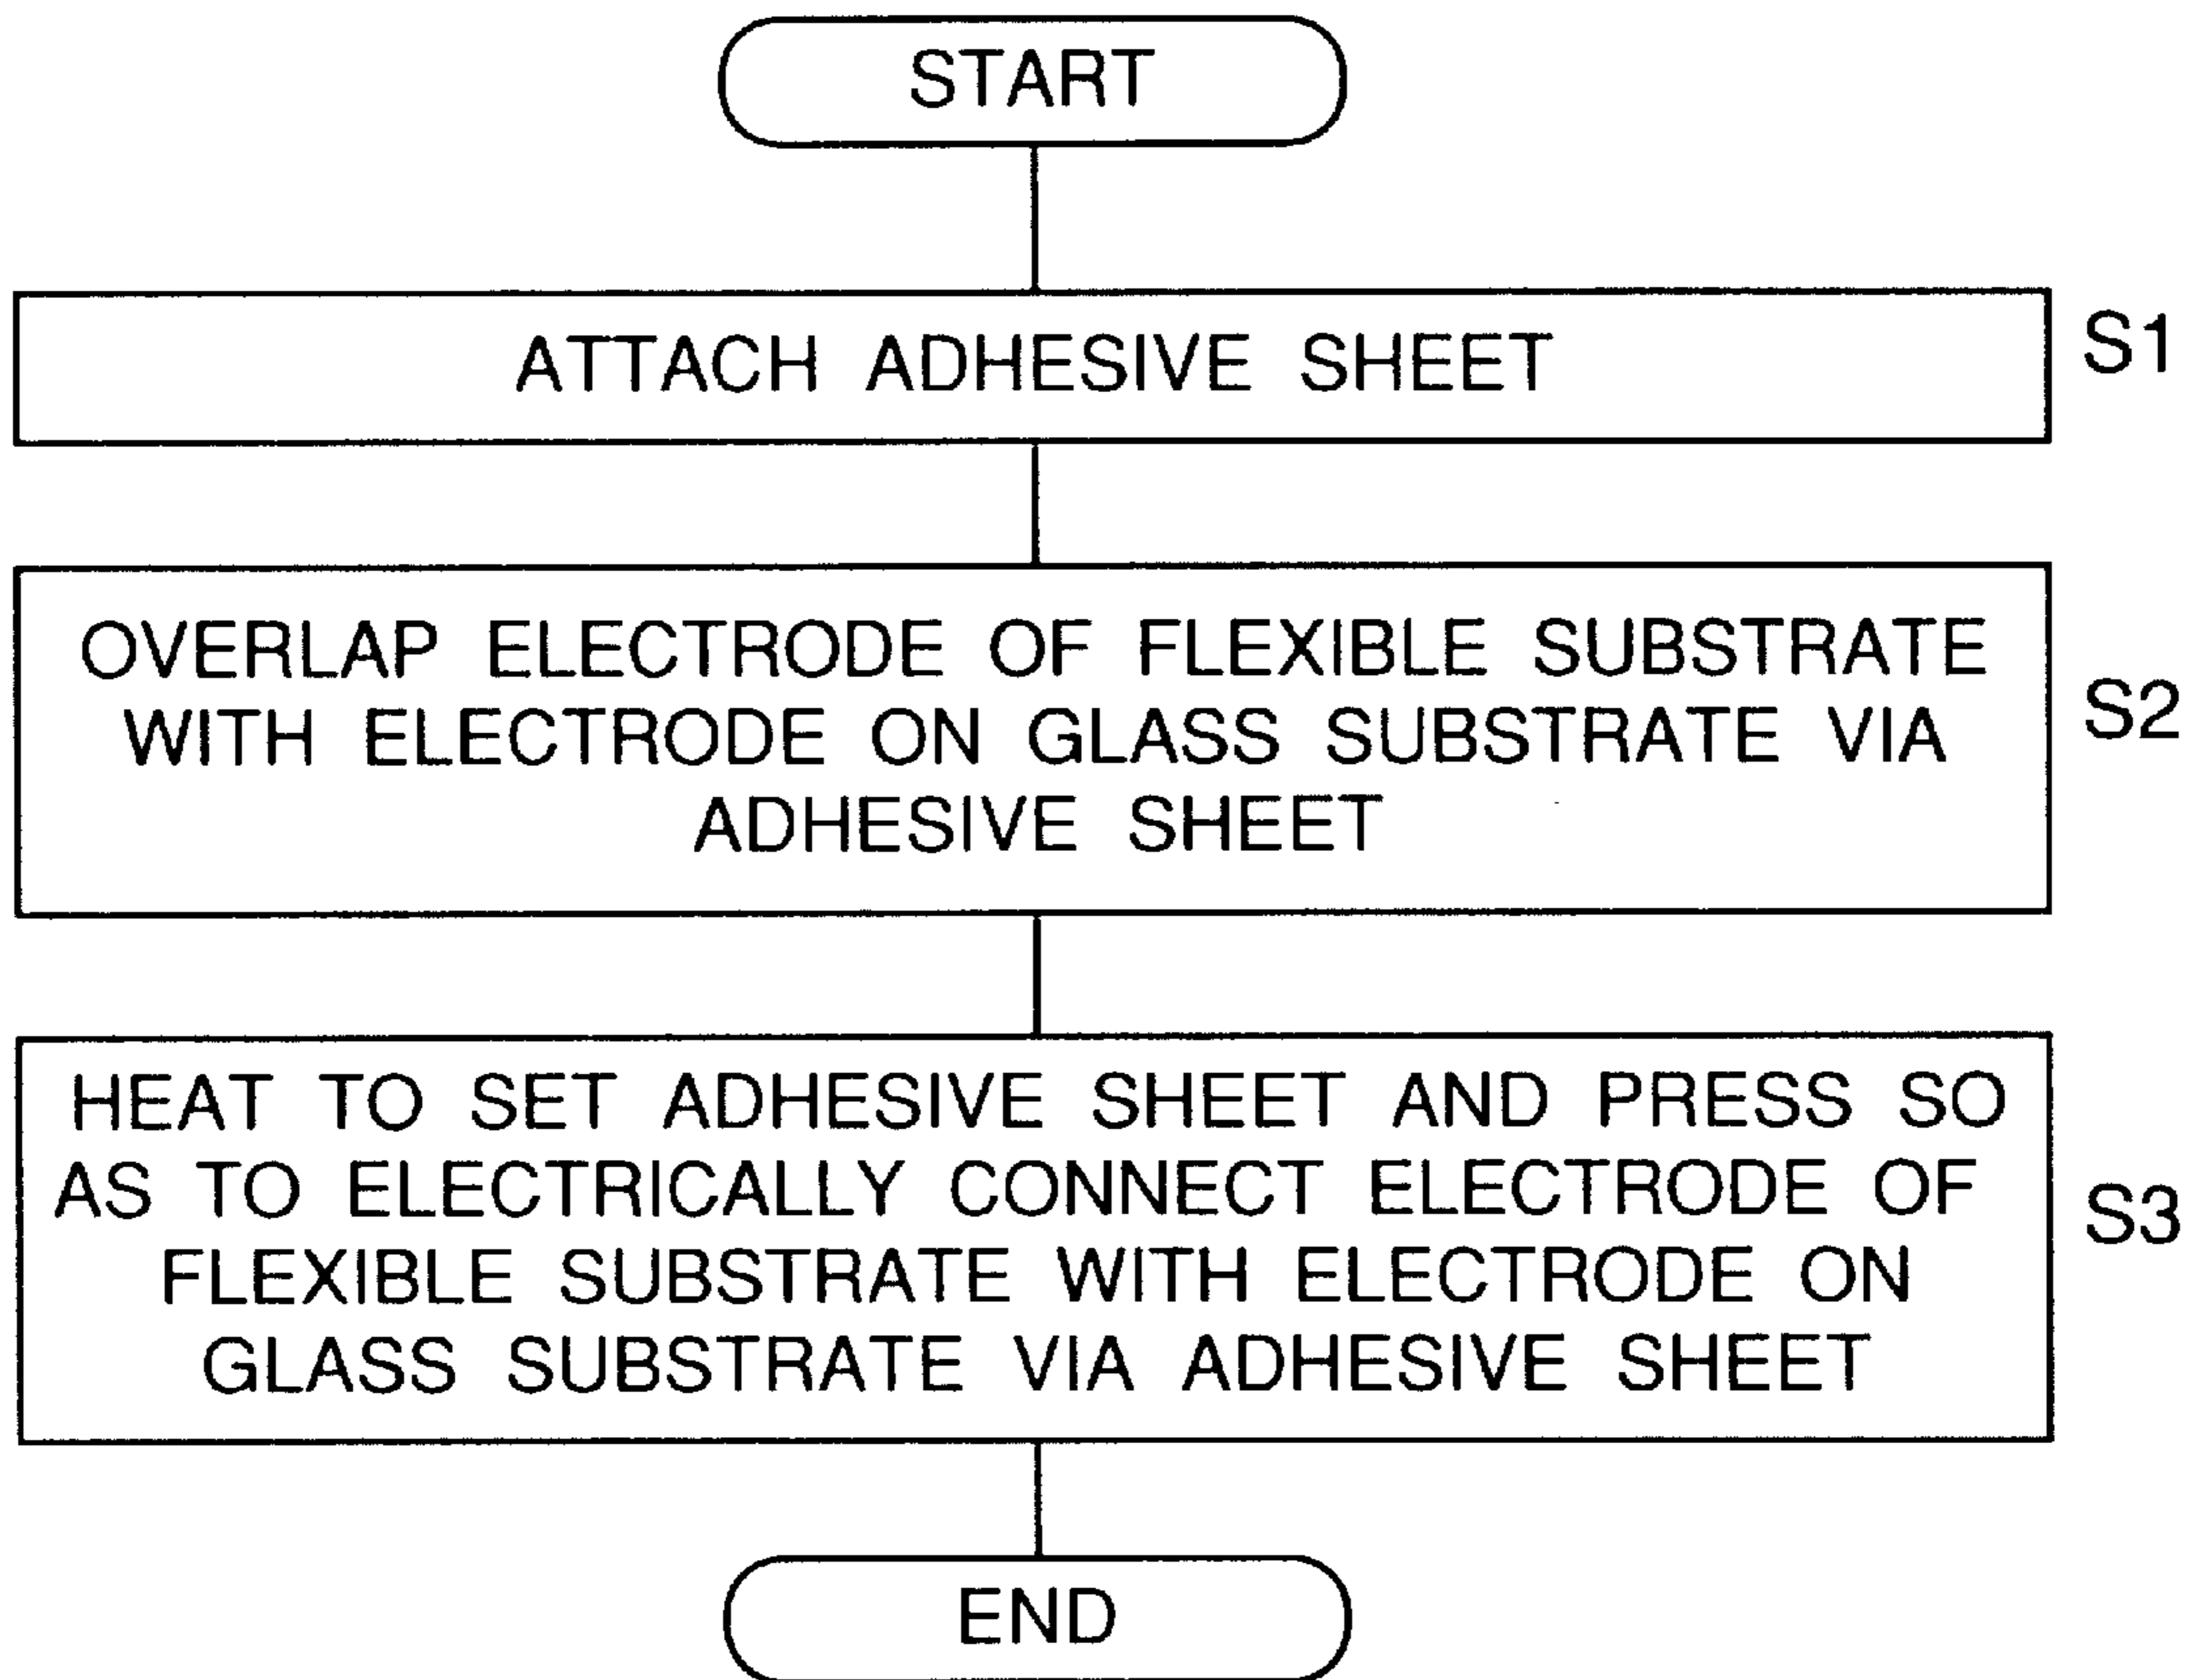 START
ATTACH ADHESIVE SHEET
S1
OVERLAP ELECTRODE OF FLEXIBLE SUBSTRATE
WITH ELECTRODE ON GLASS SUBSTRATE VIA
ADHESIVE SHEET
S2
HEAT TO SET ADHESIVE SHEET AND PRESS SO
AS TO ELECTRICALLY CONNECT ELECTRODE OF
FLEXIBLE SUBSTRATE WITH ELECTRODE ON
GLASS SUBSTRATE VIA ADHESIVE SHEET
S3
END